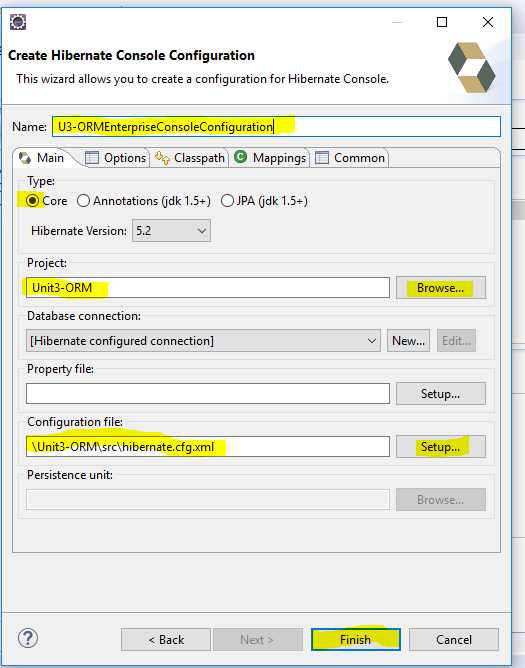 Create Hibernate Console Configuration
This wizard allows you to create a configuration for Hibernate Console.
Name: U3-ORMEnterpriseConsoleConfiguration
Main Options Classpath Mappings Common
Type:
Core Annotations (jdk 1.5+) JPA (jdk 1.5+)
Hibernate Version: 5.2
Project:
Unit3-ORM Browse...
Database connection:
[Hibernate configured connection] New... Edit...
Property file:
Setup...
Configuration file:
\Unit3-ORM\src\hibernate.cfg.xml Setup...
Persistence unit:
Browse...
< Back Next > Finish Cancel